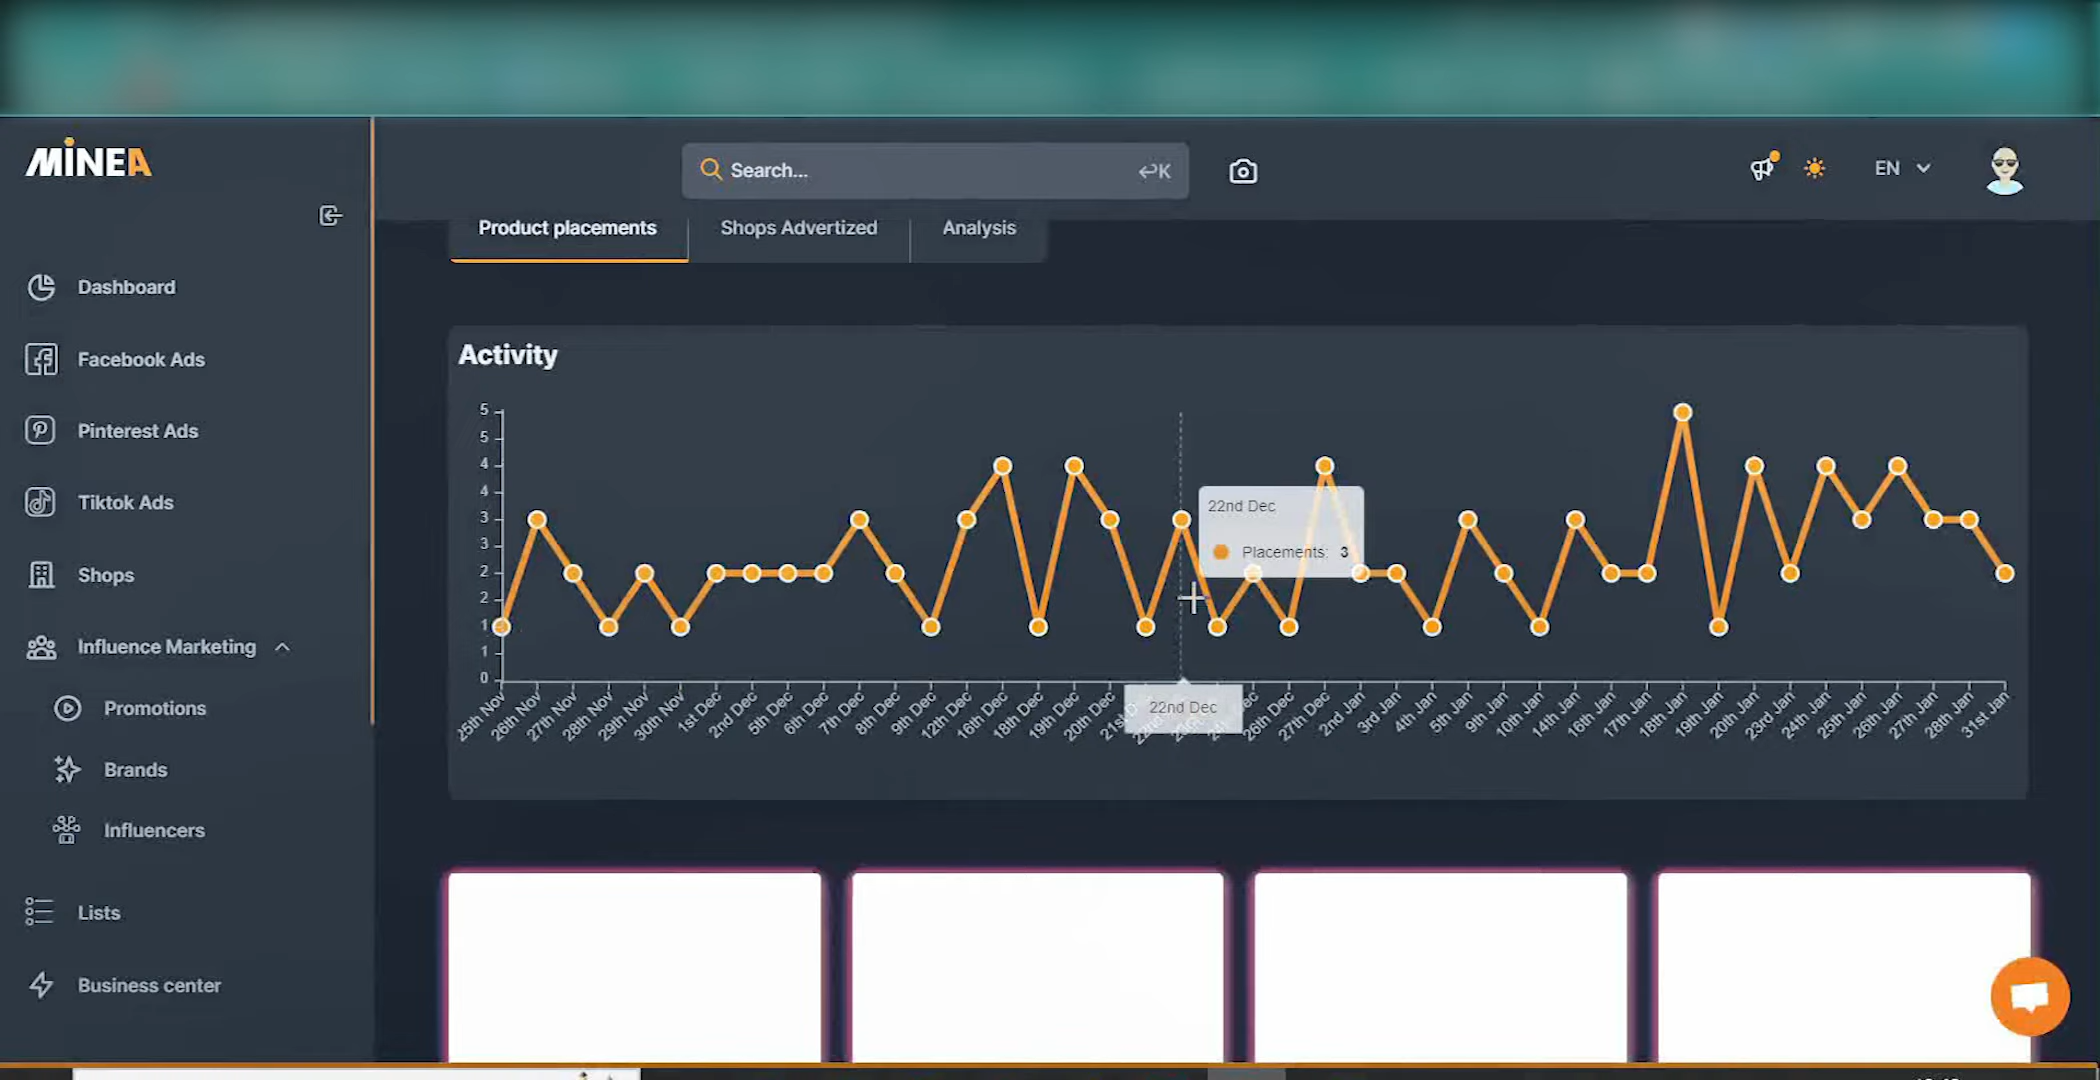 MINEA
Search...
K
EN
Product placements
Shops Advertized
Analysis
Dashboard
Facebook Ads
Pinterest Ads
Tiktok Ads
Shops
Influence Marketing
Promotions
Brands
Influencers
Lists
Business center
Activity
5
5
4
4
3
3
2
2
1
1
0
22nd Dec
Placements: 3
22nd Dec
25th Nov
26th Nov
27th Nov
28th Nov
29th Nov
30th Nov
1st Dec
2nd Dec
5th Dec
6th Dec
7th Dec
8th Dec
9th Dec
12th Dec
16th Dec
18th Dec
19th Dec
20th Dec
26th Dec
27th Dec
2nd Jan
3rd Jan
4th Jan
5th Jan
9th Jan
10th Jan
14th Jan
16th Jan
17th Jan
18th Jan
19th Jan
20th Jan
23rd Jan
24th Jan
25th Jan
26th Jan
27th Jan
28th Jan
31st Jan